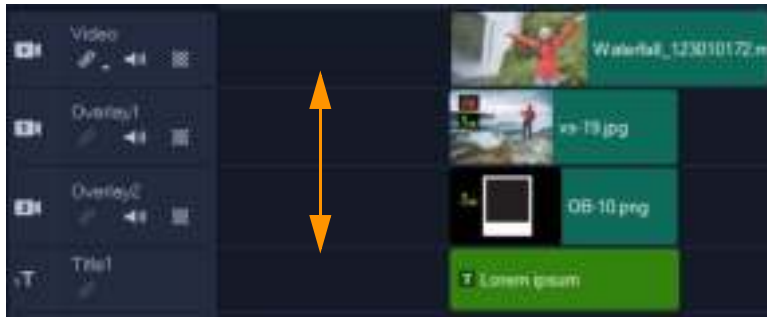 Video
Waterfall_123010172.m
Overlay1
vs-19.jpg
Overlay2
OB-10.png
Title1
T Lorem ipsum